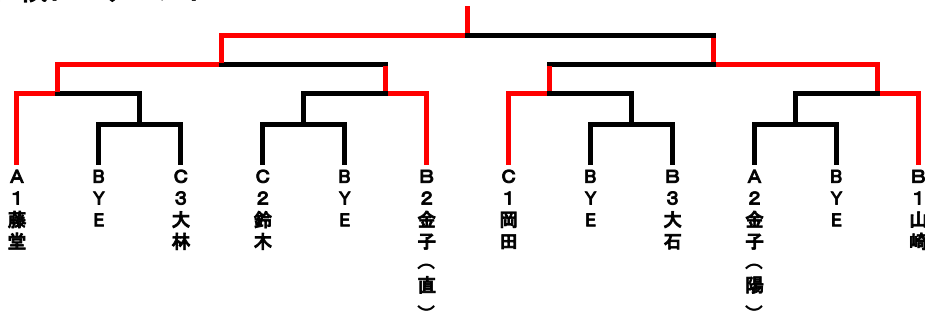 A1藤堂
BYE
C3大林
C2鈴木
BYE
B2金子（直）
C1岡田
BYE
B3大石
A2金子（陽）
BYE
B1山崎